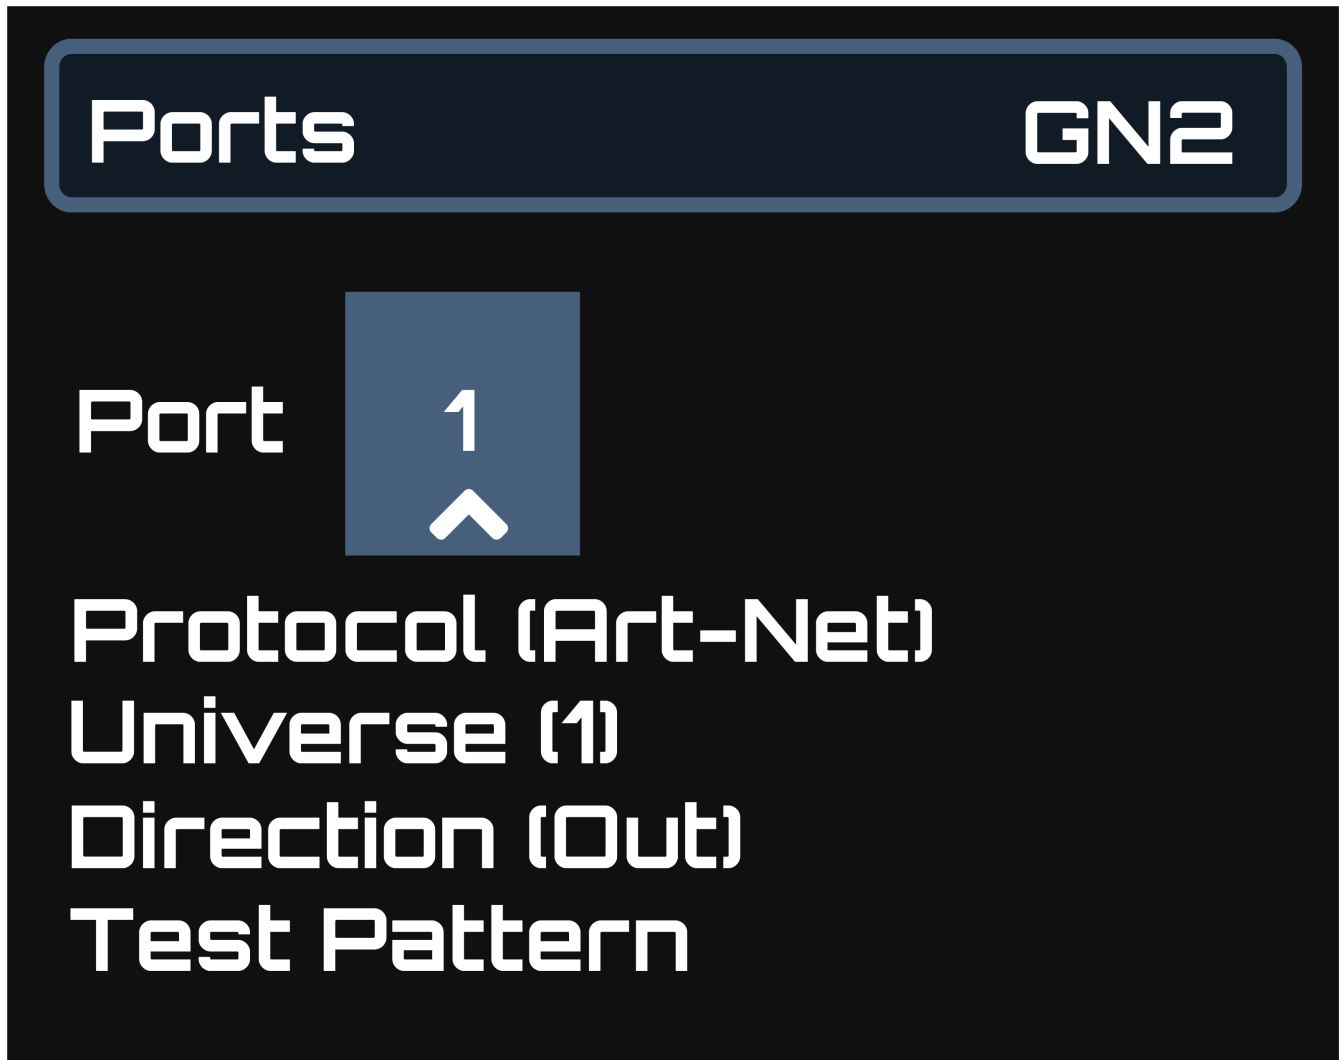 Ports GN2
Port 1
Protocol (Art-Net)
Universe (1)
Direction (Out)
Test Pattern